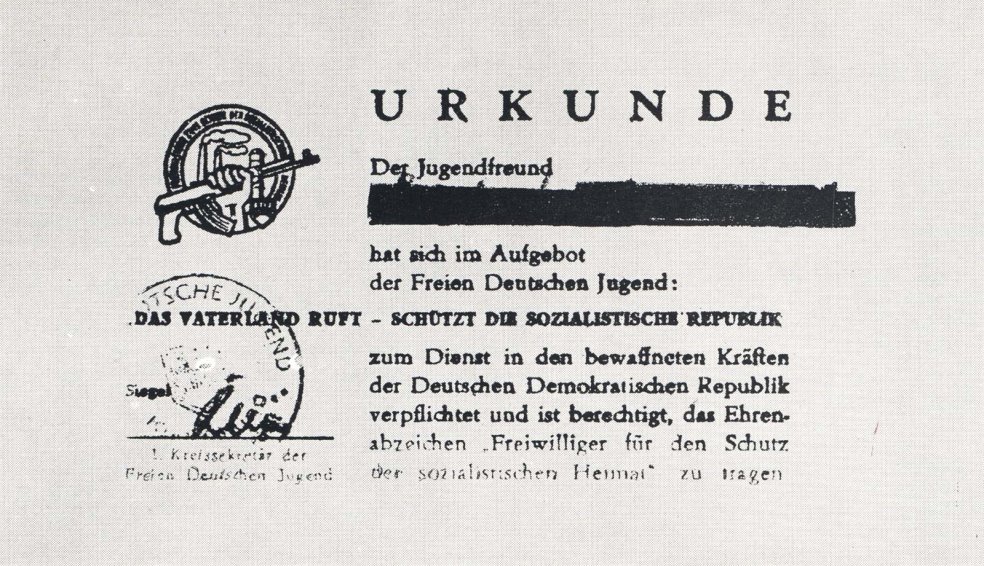 URKUNDE
Der Jugendfreund
hat sich im Aufgebot
der Freien Deutschen Jugend:
DAS VATERLAND RUFT – SCHÜTZT DIE SOZIALISTISCHE REPUBLIK
zum Dienst in den bewaffneten Kräften
der Deutschen Demokratischen Republik
verpflichtet und ist berechtigt, das Ehren-
abzeichen „Freiwilliger für den Schutz
der sozialistischen Heimat“ zu tragen
UTSCHE JUGEND
Siegel
1. Kreissekretär der
Freien Deutschen Jugend